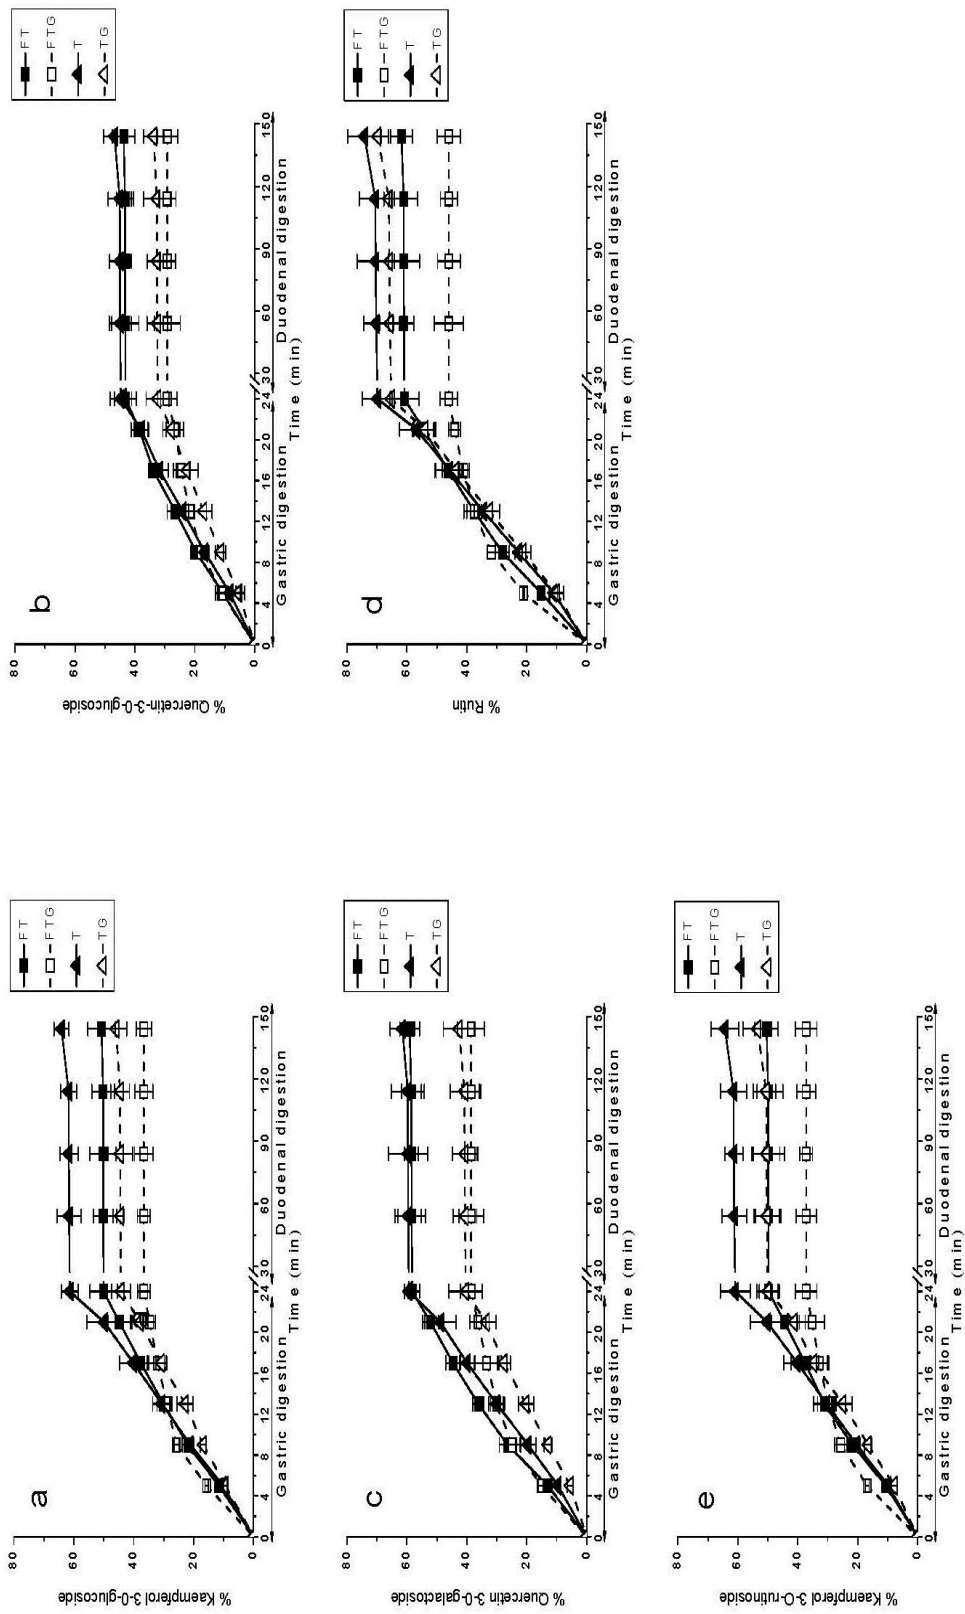 a
% Kaempferol 3-O-glucoside
80
60
40
20
0
0 4 8 12 16 20 24 30 60 90 120 150
Gastric digestion Duodenal digestion
Time (min)
FT
FTG
T
TG
b
% Quercetin-3-O-glucoside
80
60
40
20
0
0 4 8 12 16 20 24 30 60 90 120 150
Gastric digestion Duodenal digestion
Time (min)
FT
FTG
T
TG
c
% Quercetin 3-O-galactoside
80
60
40
20
0
0 4 8 12 16 20 24 30 60 90 120 150
Gastric digestion Duodenal digestion
Time (min)
FT
FTG
T
TG
d
% Rutin
80
60
40
20
0
0 4 8 12 16 20 24 30 60 90 120 150
Gastric digestion Duodenal digestion
Time (min)
FT
FTG
T
TG
e
% Kaempferol 3-O-rutinoside
80
60
40
20
0
0 4 8 12 16 20 24 30 60 90 120 150
Gastric digestion Duodenal digestion
Time (min)
FT
FTG
T
TG